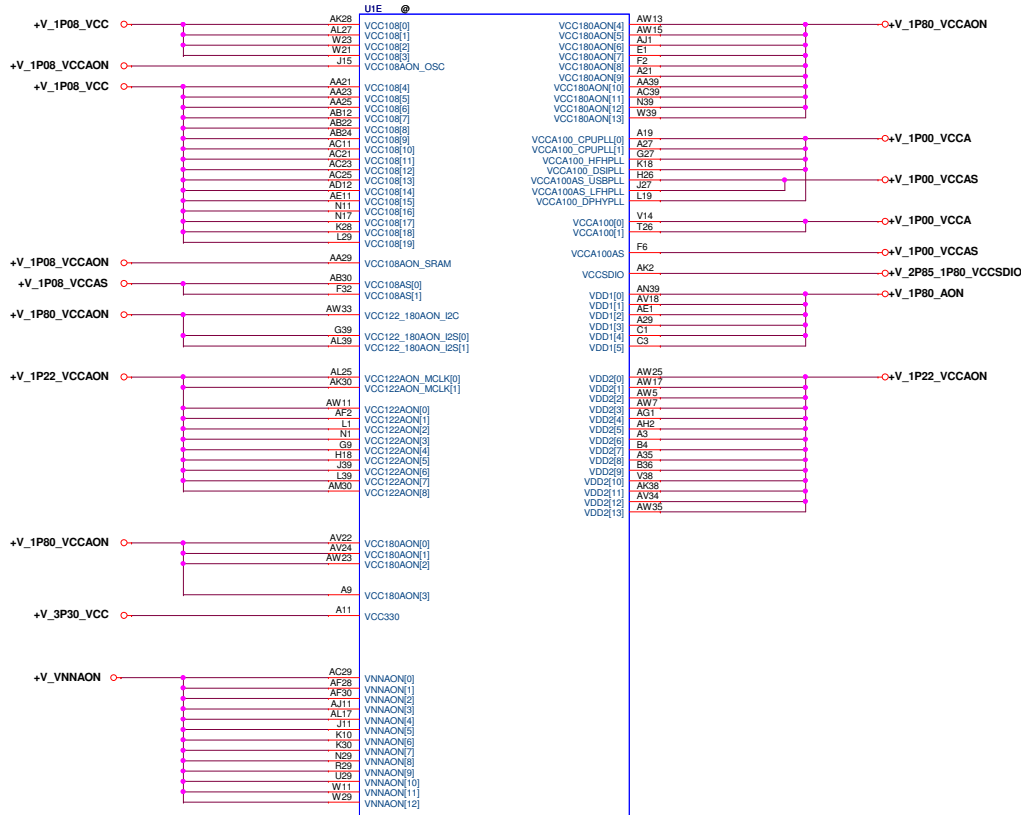 U1E @
+V_1P08_VCC AK28 VCC108[0]
AL27 VCC108[1]
W23 VCC108[2]
W21 VCC108[3]
+V_1P08_VCCAON J15 VCC108AON_OSC
+V_1P08_VCC AA21 VCC108[4]
AA23 VCC108[5]
AA25 VCC108[6]
AB12 VCC108[7]
AB22 VCC108[8]
AB24 VCC108[9]
AC11 VCC108[10]
AC21 VCC108[11]
AC23 VCC108[12]
AC25 VCC108[13]
AD12 VCC108[14]
AE11 VCC108[15]
N11 VCC108[16]
N17 VCC108[17]
K28 VCC108[18]
L29 VCC108[19]
+V_1P08_VCCAON AA29 VCC108AON_SRAM
+V_1P08_VCCAS AB30 VCC108AS[0]
F32 VCC108AS[1]
+V_1P80_VCCAON AW33 VCC122_180AON_I2C
G39 VCC122_180AON_I2S[0]
AL39 VCC122_180AON_I2S[1]
+V_1P22_VCCAON AL25 VCC122AON_MCLK[0]
AK30 VCC122AON_MCLK[1]
AW11 VCC122AON[0]
AF2 VCC122AON[1]
L1 VCC122AON[2]
N1 VCC122AON[3]
G9 VCC122AON[4]
H18 VCC122AON[5]
J39 VCC122AON[6]
L39 VCC122AON[7]
AM30 VCC122AON[8]
+V_1P80_VCCAON AV22 VCC180AON[0]
AV24 VCC180AON[1]
AW23 VCC180AON[2]
A9 VCC180AON[3]
+V_3P30_VCC A11 VCC330
+V_VNNAON AC29 VNNAON[0]
AF28 VNNAON[1]
AF30 VNNAON[2]
AJ11 VNNAON[3]
AL17 VNNAON[4]
J11 VNNAON[5]
K10 VNNAON[6]
K30 VNNAON[7]
N29 VNNAON[8]
R29 VNNAON[9]
U29 VNNAON[10]
W11 VNNAON[11]
W29 VNNAON[12]
VCC180AON[4] AW13 +V_1P80_VCCAON
VCC180AON[5] AW15
VCC180AON[6] AJ1
VCC180AON[7] E1
VCC180AON[8] F2
VCC180AON[9] A21
VCC180AON[10] AA39
VCC180AON[11] AC39
VCC180AON[12] N39
VCC180AON[13] W39
VCCA100_CPUPLL[0] A19 +V_1P00_VCCA
VCCA100_CPUPLL[1] A27
VCCA100_HFHPLL G27
VCCA100_DSIPLL K18
VCCA100AS_USBPLL H26 +V_1P00_VCCAS
VCCA100AS_LFHPLL J27
VCCA100_DPHYPLL L19
VCCA100[0] V14 +V_1P00_VCCA
VCCA100[1] T26
VCCA100AS F6 +V_1P00_VCCAS
VCCSDIO AK2 +V_2P85_1P80_VCCSDIO
VDD1[0] AN39 +V_1P80_AON
VDD1[1] AV18
VDD1[2] AE1
VDD1[3] A29
VDD1[4] C1
VDD1[5] C3
VDD2[0] AW25 +V_1P22_VCCAON
VDD2[1] AW17
VDD2[2] AW5
VDD2[3] AW7
VDD2[4] AG1
VDD2[5] AH2
VDD2[6] A3
VDD2[7] B4
VDD2[8] A35
VDD2[9] B36
VDD2[10] V38
VDD2[11] AK38
VDD2[12] AV34
VDD2[13] AW35